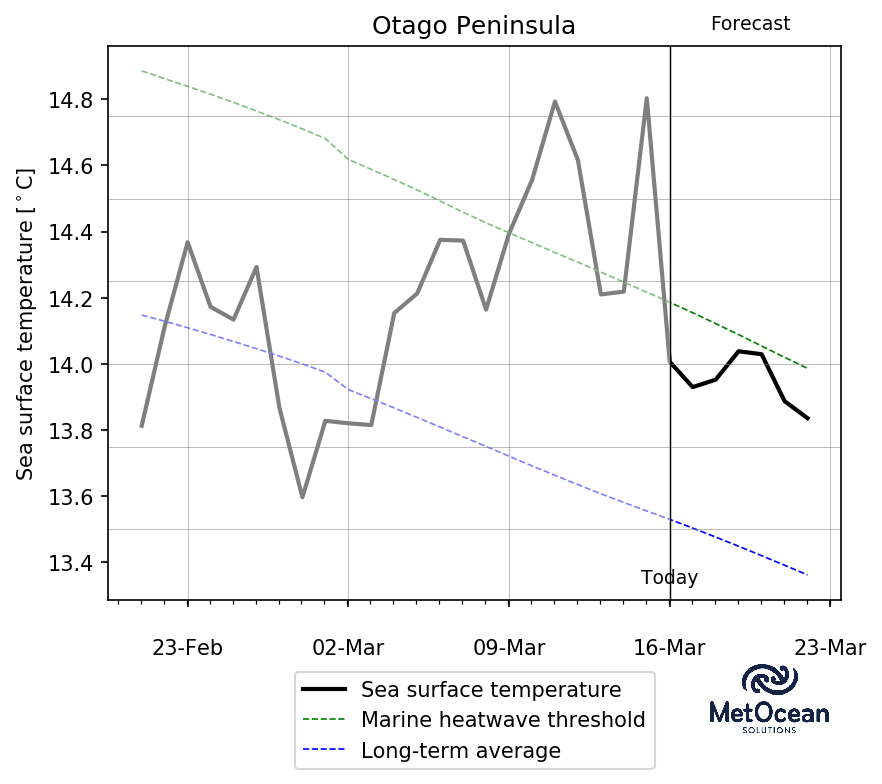 Otago Peninsula
Forecast
Sea surface temperature [°C]
14.8
14.6
14.4
14.2
14.0
13.8
13.6
13.4
Today
23-Feb
02-Mar
09-Mar
16-Mar
23-Mar
Sea surface temperature
Marine heatwave threshold
Long-term average
MetOcean
SOLUTIONS